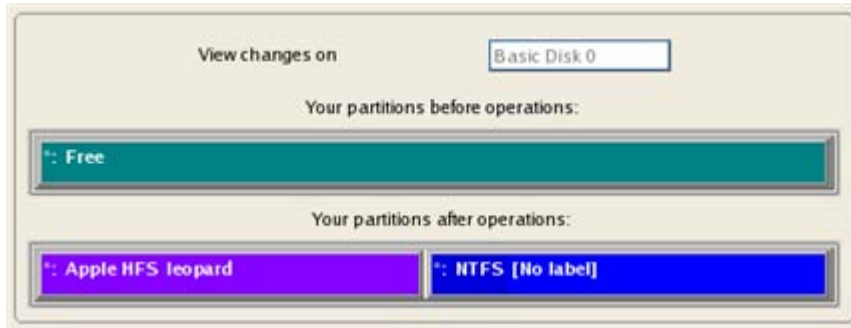 View changes on
Basic Disk 0
Your partitions before operations:
*: Free
Your partitions after operations:
*: Apple HFS leopard
*: NTFS [No label]